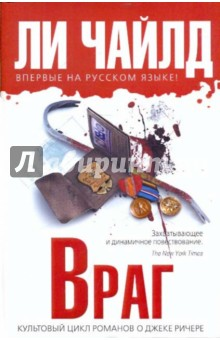 ЛИ ЧАЙЛД
ВПЕРВЫЕ НА РУССКОМ ЯЗЫКЕ!
ЛАБИРИНТ
Захватывающее
и динамичное повествование.
The New York Times
ВРАГ
КУЛЬТОВЫЙ ЦИКЛ РОМАНОВ О ДЖЕКЕ РИЧЕРЕ